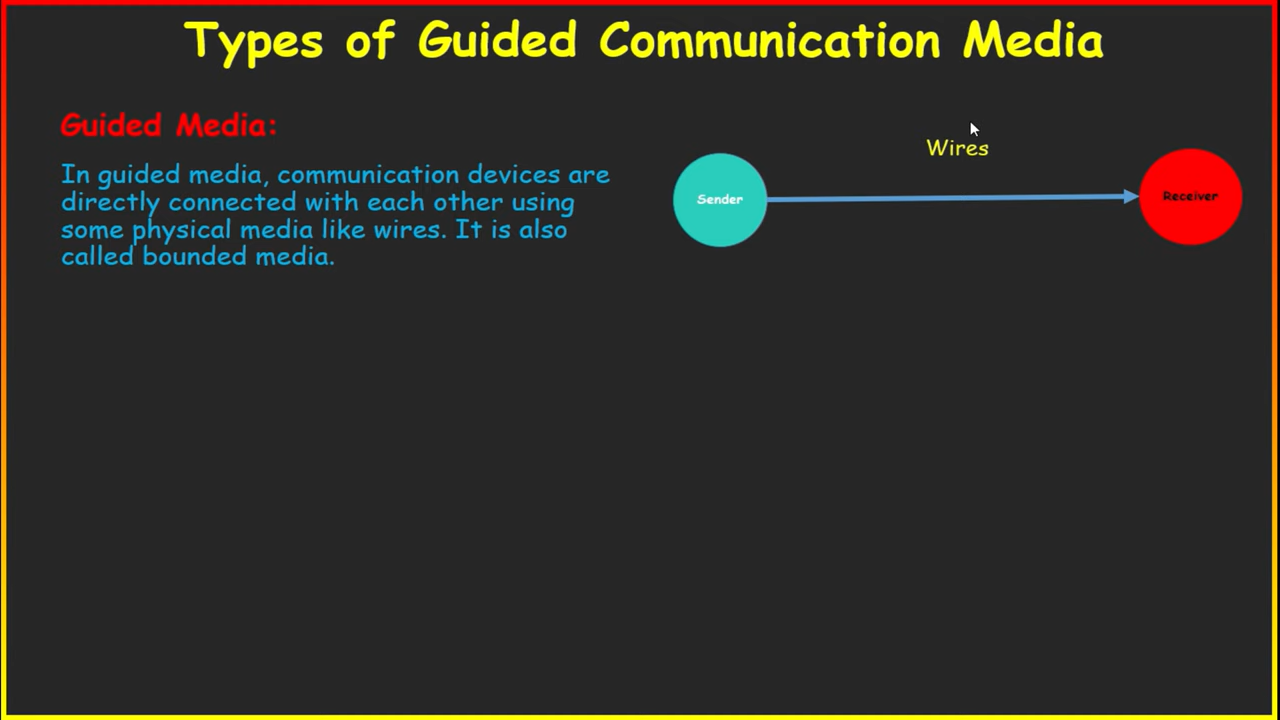 Types of Guided Communication Media
Guided Media:
In guided media, communication devices are
directly connected with each other using
some physical media like wires. It is also
called bounded media.
Wires
Sender
Receiver